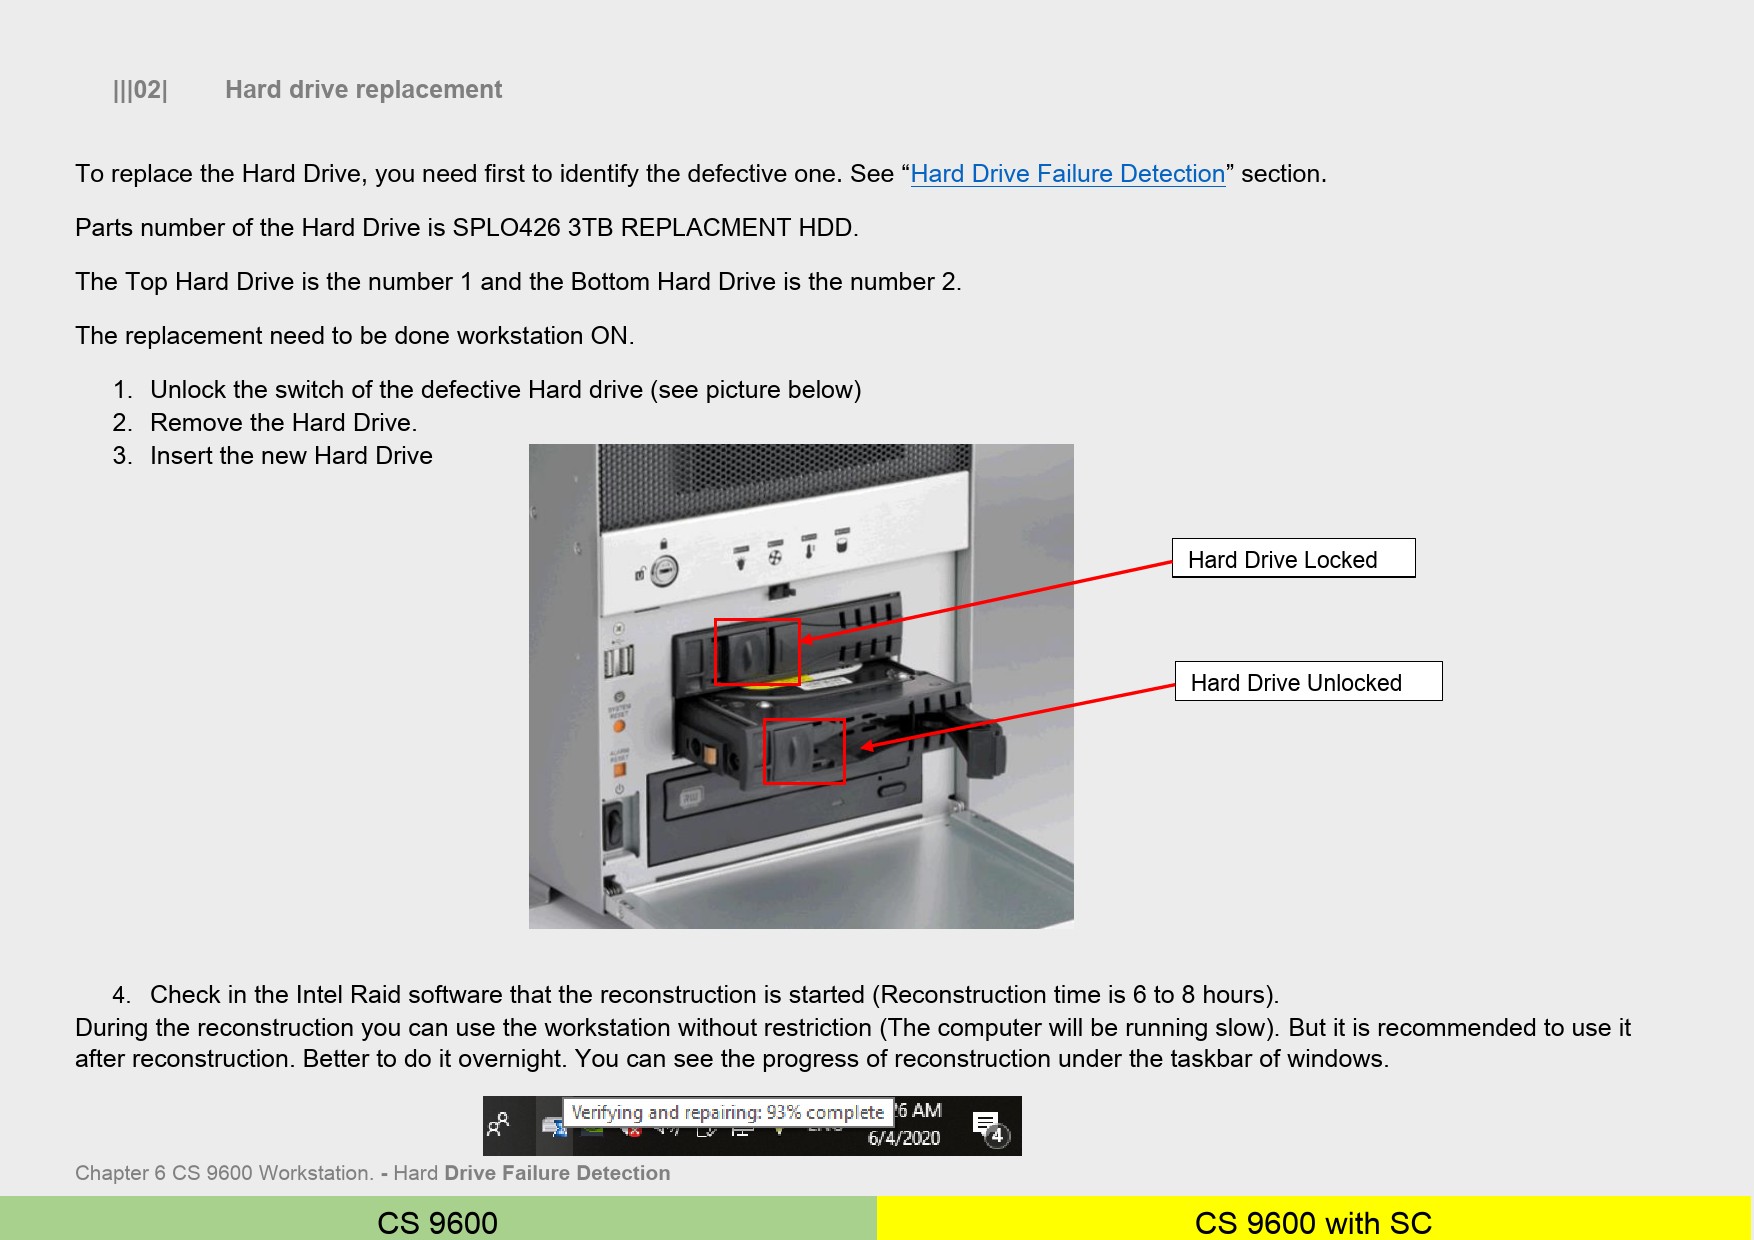 |||02| Hard drive replacement
To replace the Hard Drive, you need first to identify the defective one. See “Hard Drive Failure Detection” section.
Parts number of the Hard Drive is SPLO426 3TB REPLACMENT HDD.
The Top Hard Drive is the number 1 and the Bottom Hard Drive is the number 2.
The replacement need to be done workstation ON.
1. Unlock the switch of the defective Hard drive (see picture below)
2. Remove the Hard Drive.
3. Insert the new Hard Drive
Hard Drive Locked
Hard Drive Unlocked
SYSTEM
RESET
ALARM
RESET
4. Check in the Intel Raid software that the reconstruction is started (Reconstruction time is 6 to 8 hours).
During the reconstruction you can use the workstation without restriction (The computer will be running slow). But it is recommended to use it
after reconstruction. Better to do it overnight. You can see the progress of reconstruction under the taskbar of windows.
Verifying and repairing: 93% complete
26 AM
6/4/2020
4
Chapter 6 CS 9600 Workstation. - Hard Drive Failure Detection
CS 9600
CS 9600 with SC